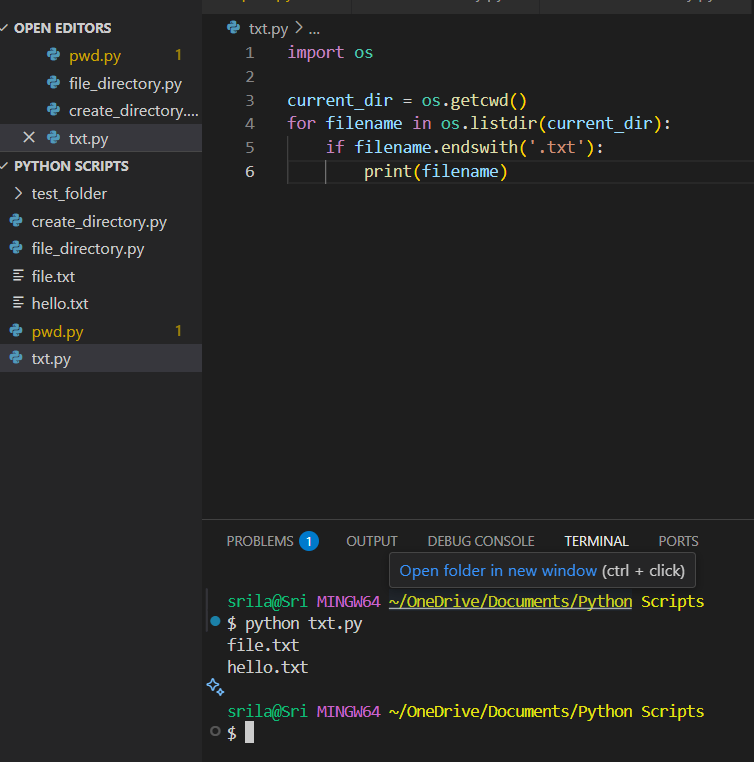 OPEN EDITORS
pwd.py 1
file_directory.py
create_directory....
txt.py
PYTHON SCRIPTS
test_folder
create_directory.py
file_directory.py
file.txt
hello.txt
pwd.py 1
txt.py
txt.py > ...
1 import os
2
3 current_dir = os.getcwd()
4 for filename in os.listdir(current_dir):
5     if filename.endswith('.txt'):
6         print(filename)
PROBLEMS 1 OUTPUT DEBUG CONSOLE TERMINAL PORTS
Open folder in new window (ctrl + click)
srila@Sri MINGW64 ~/OneDrive/Documents/Python Scripts
$ python txt.py
file.txt
hello.txt
srila@Sri MINGW64 ~/OneDrive/Documents/Python Scripts
$